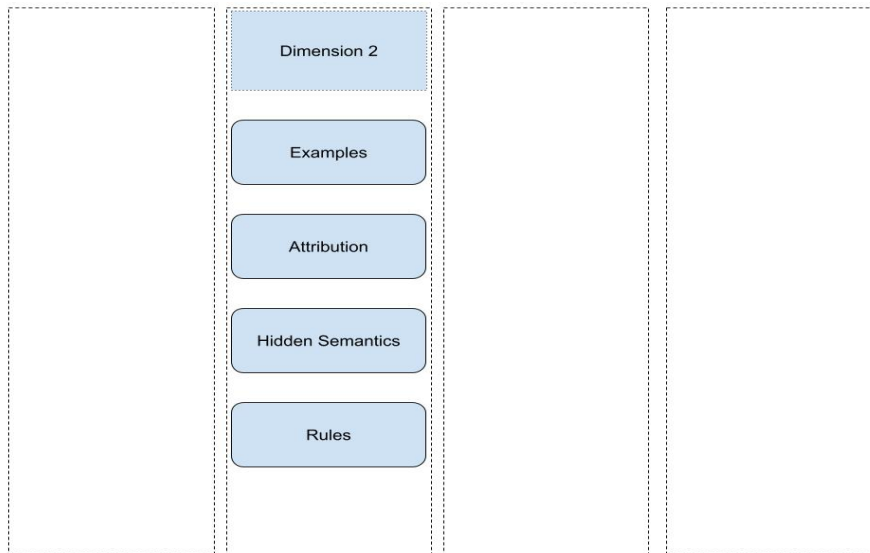 Dimension 2
Examples
Attribution
Hidden Semantics
Rules